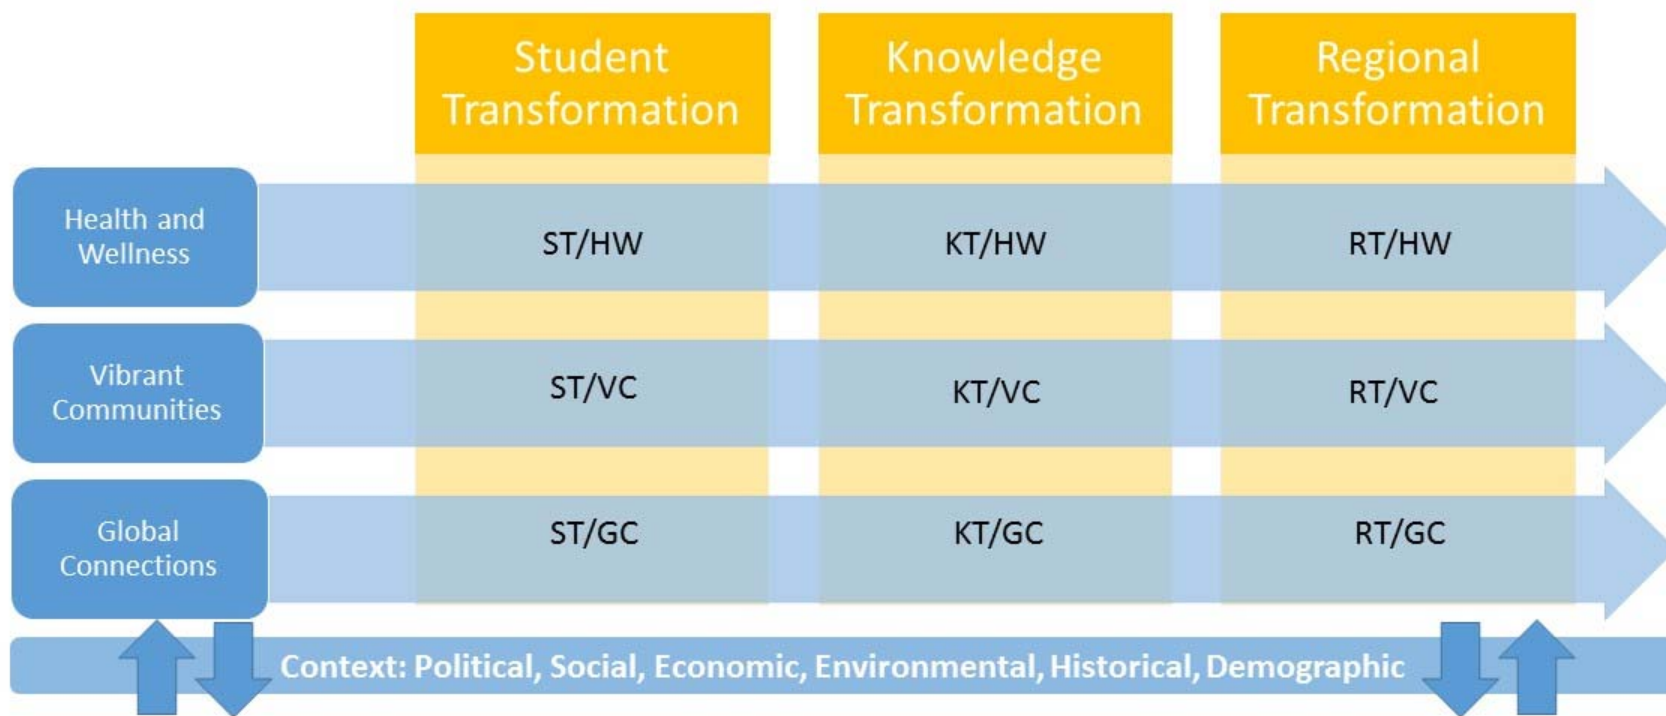 Student
Transformation
Knowledge
Transformation
Regional
Transformation
Health and
Wellness
ST/HW
KT/HW
RT/HW
Vibrant
Communities
ST/VC
KT/VC
RT/VC
Global
Connections
ST/GC
KT/GC
RT/GC
Context: Political, Social, Economic, Environmental, Historical, Demographic